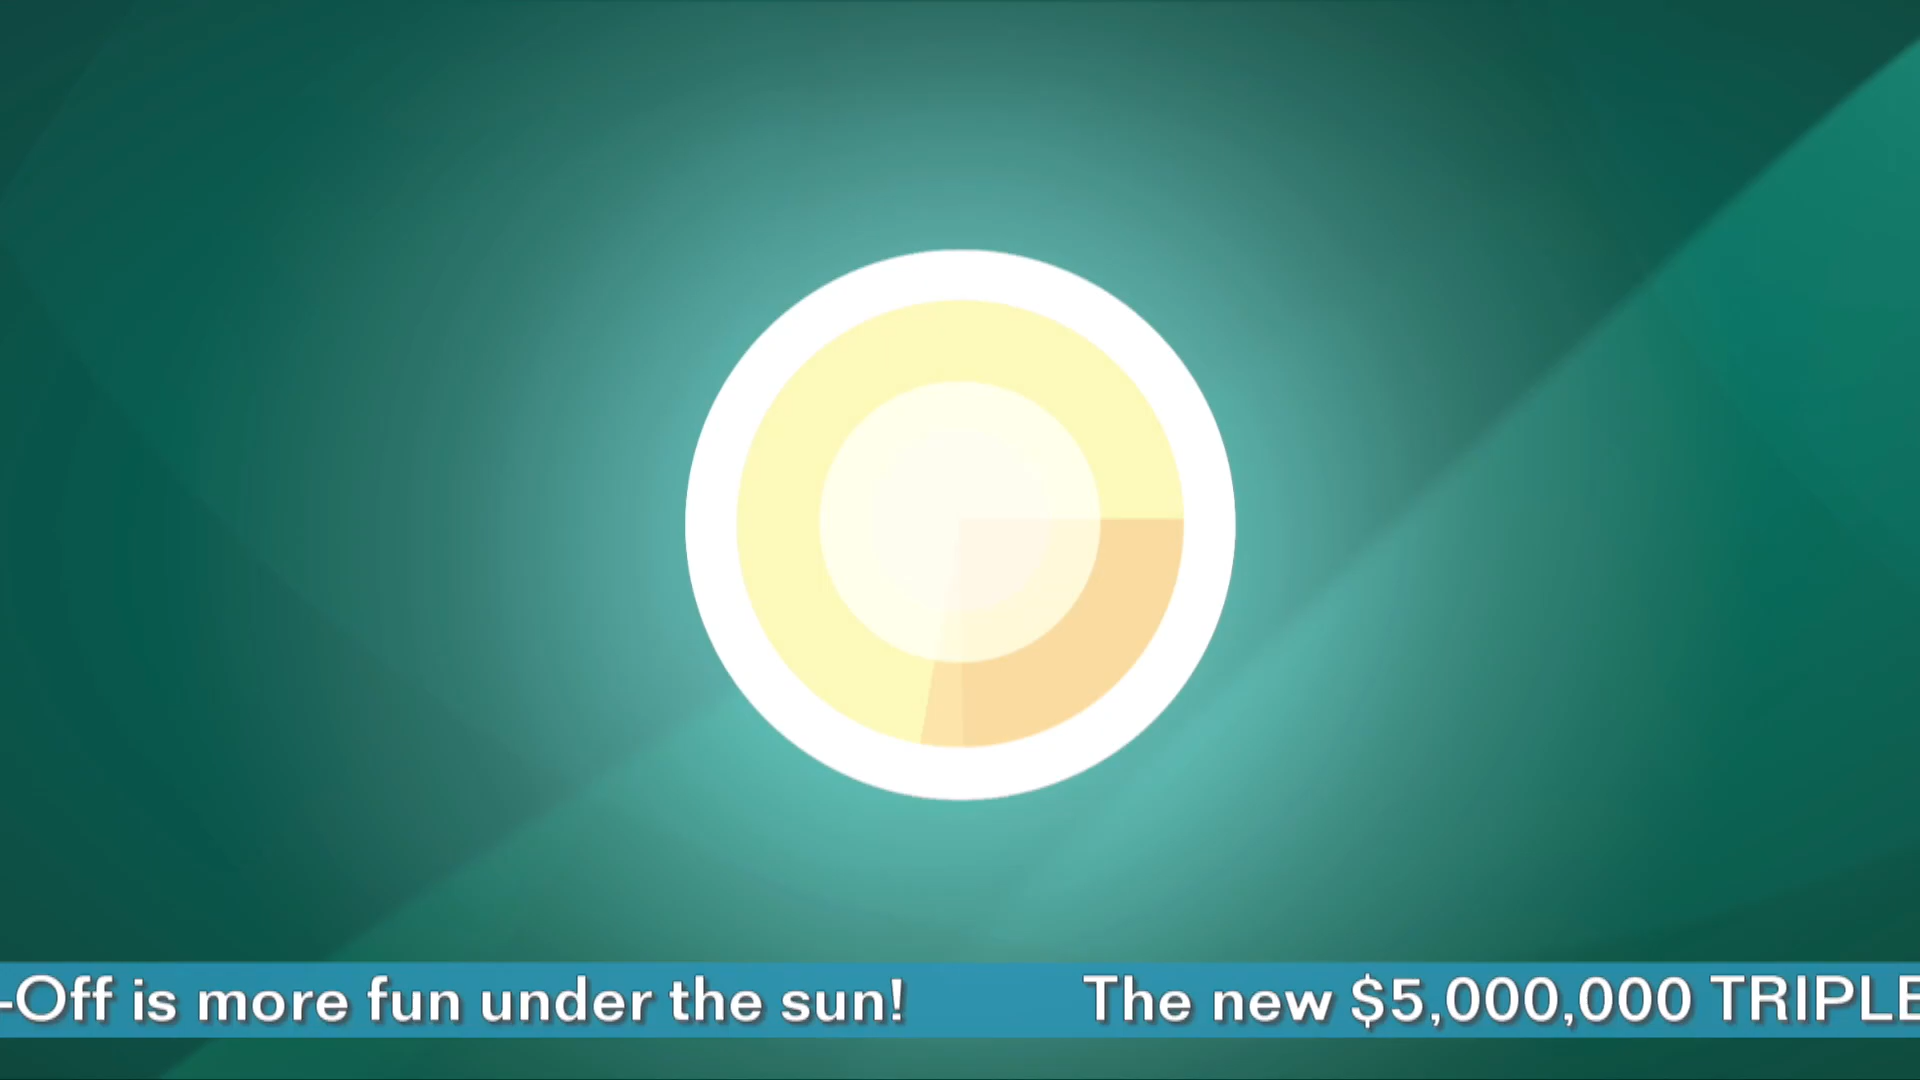 -Off is more fun under the sun! The new $5,000,000 TRIPLE